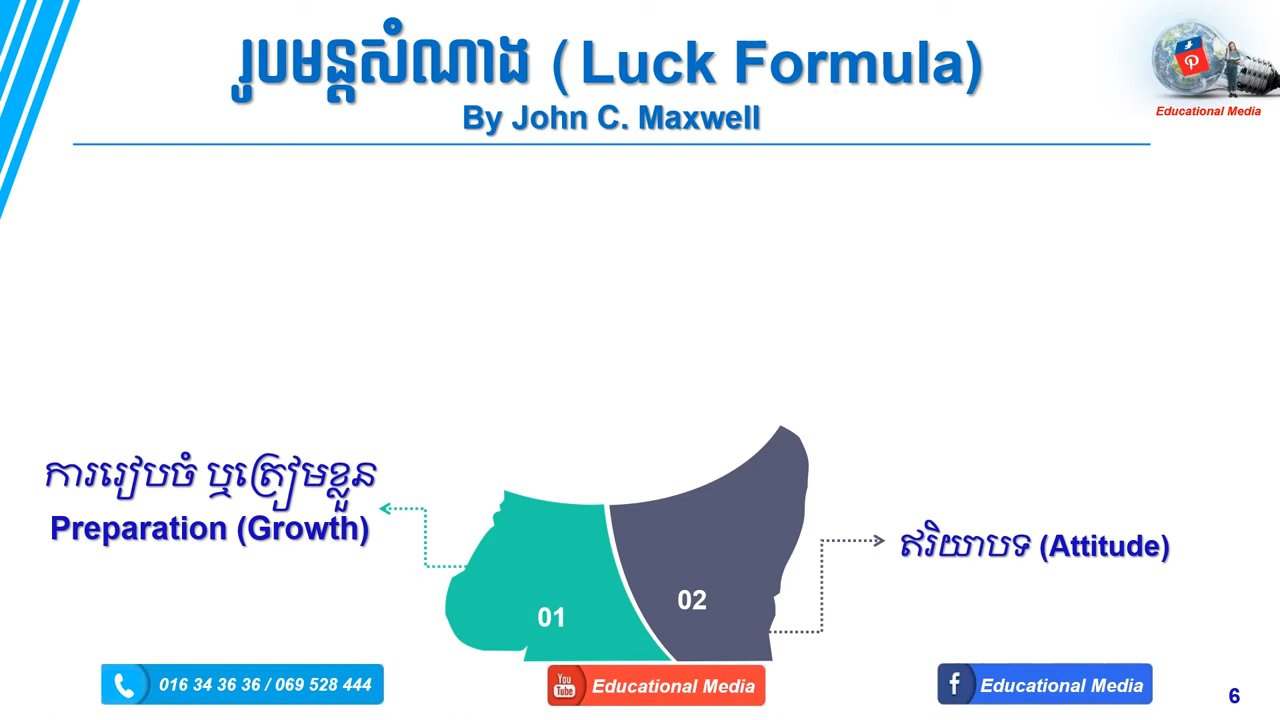 រូបមន្តសំណាង ( Luck Formula)
By John C. Maxwell
Educational Media
ការរៀបចំ ឬត្រៀមខ្លួន
Preparation (Growth)
ឥរិយាបទ (Attitude)
01
02
016 34 36 36 / 069 528 444
You
Tube
Educational Media
Educational Media
6